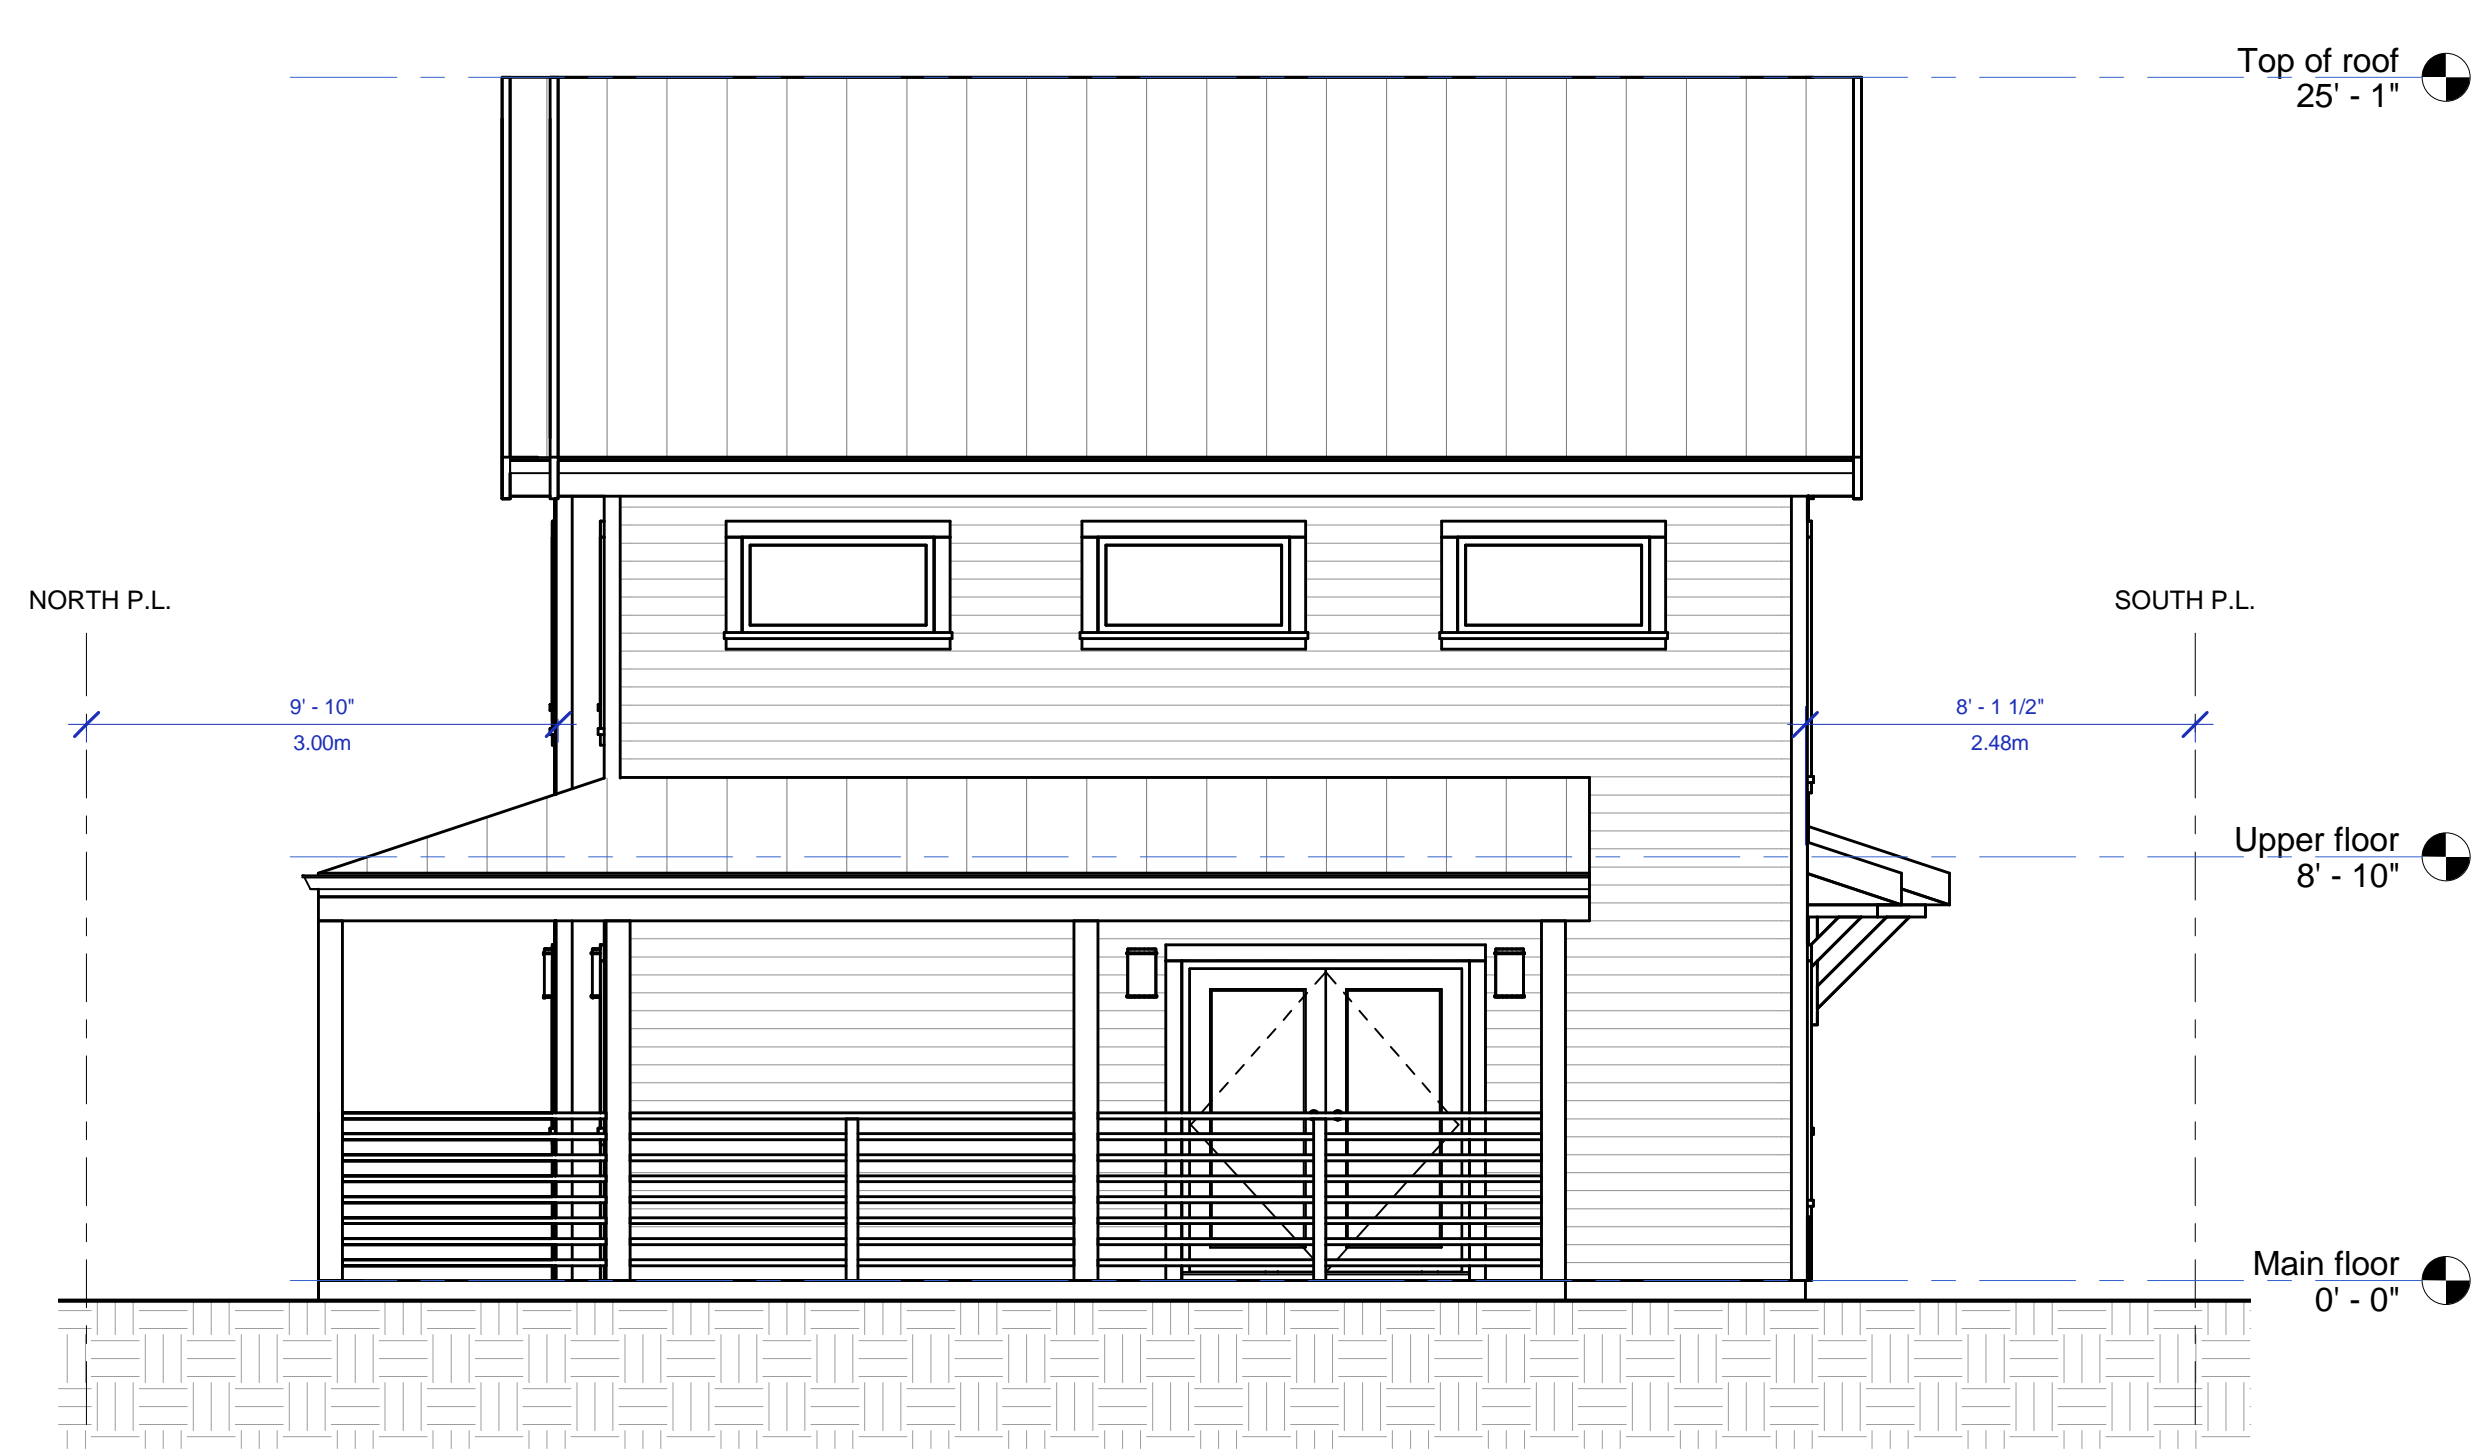 Top of roof
25' - 1"
NORTH P.L.
SOUTH P.L.
9' - 10"
3.00m
8' - 1 1/2"
2.48m
Upper floor
8' - 10"
Main floor
0' - 0"